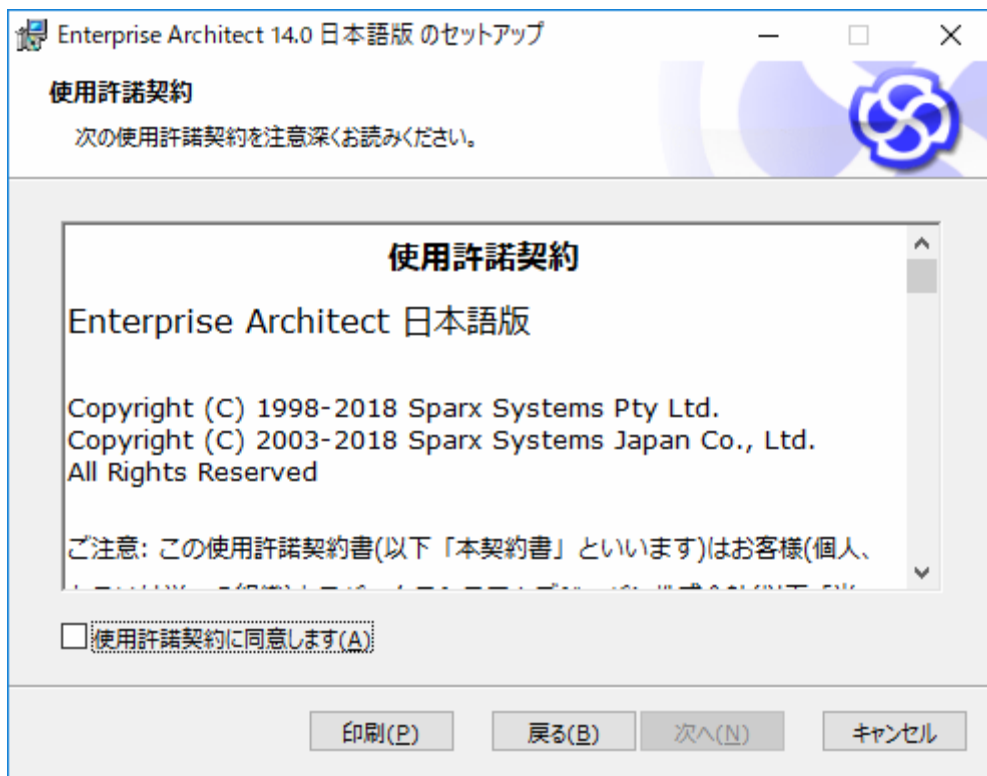 Enterprise Architect 14.0 日本語版 のセットアップ
使用許諾契約
次の使用許諾契約を注意深くお読みください。
使用許諾契約
Enterprise Architect 日本語版
Copyright (C) 1998-2018 Sparx Systems Pty Ltd.
Copyright (C) 2003-2018 Sparx Systems Japan Co., Ltd.
All Rights Reserved
ご注意: この使用許諾契約書(以下「本契約書」といいます)はお客様(個人、
使用許諾契約に同意します(A)
印刷(P)
戻る(B)
次へ(N)
キャンセル